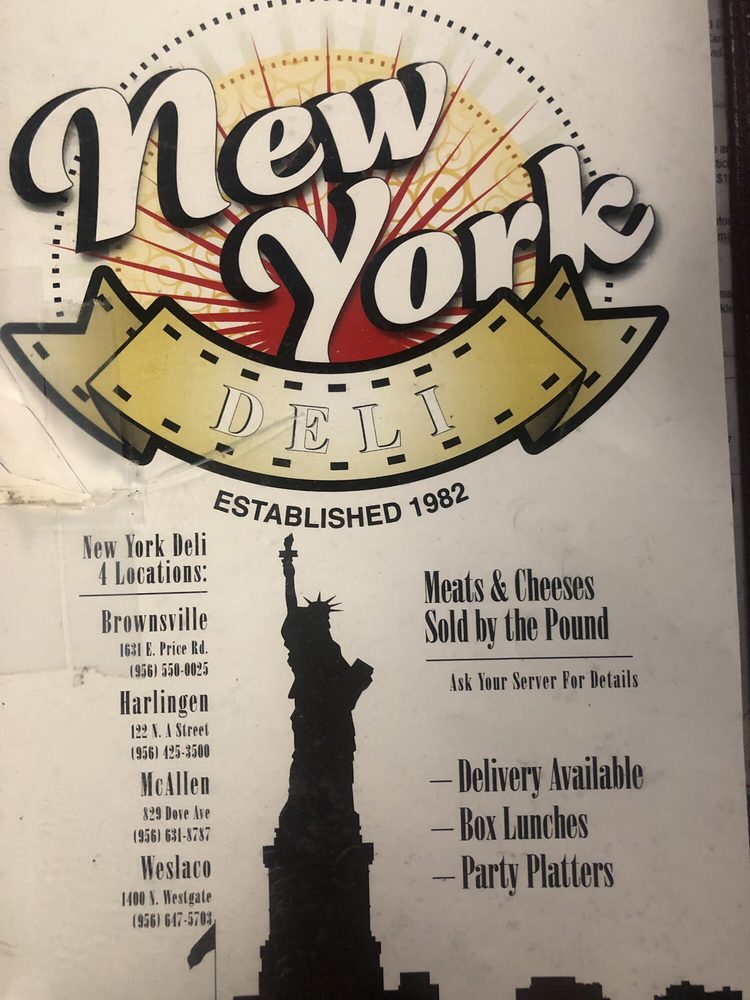 New
York
DELI
ESTABLISHED 1982
New York Deli
4 Locations:
Brownsville
1631 E. Price Rd.
(956) 550-0025
Harlingen
122 N. A Street
(956) 425-3500
McAllen
829 Dove Ave
(956) 631-8787
Weslaco
1400 N. Westgate
(956) 647-5703
Meats & Cheeses
Sold by the Pound
Ask Your Server For Details
– Delivery Available
– Box Lunches
– Party Platters